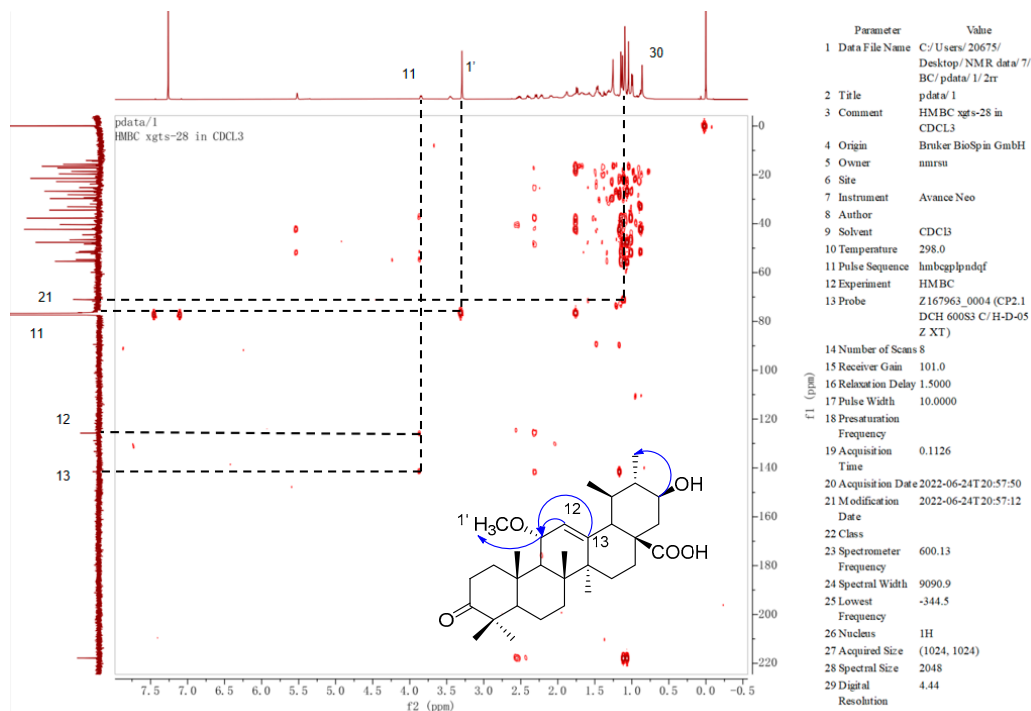 30
1'
11
pdata/1
HMBC xgts-28 in CDCL3
21
11
12
13
0
20
40
60
80
100
120
140
160
180
200
220
f1 (ppm)
7.5 7.0 6.5 6.0 5.5 5.0 4.5 4.0 3.5 3.0 2.5 2.0 1.5 1.0 0.5 0.0 -0.5
f2 (ppm)
OH
1' H3CO
12
13
COOH
O
Parameter Value
1 Data File Name C:/Users/20675/
Desktop/NMR data/7/
BC/pdata/1/2rr
2 Title pdata/1
3 Comment HMBC xgts-28 in
CDCL3
4 Origin Bruker BioSpin GmbH
5 Owner nmrsu
6 Site
7 Instrument Avance Neo
8 Author
9 Solvent CDCl3
10 Temperature 298.0
11 Pulse Sequence hmbcgplpndqf
12 Experiment HMBC
13 Probe Z167963_0004 (CP2.1
DCH 600S3 C/H-D-05
Z XT)
14 Number of Scans 8
15 Receiver Gain 101.0
16 Relaxation Delay 1.5000
17 Pulse Width 10.0000
18 Presaturation
Frequency
19 Acquisition 0.1126
Time
20 Acquisition Date 2022-06-24T20:57:50
21 Modification 2022-06-24T20:57:12
Date
22 Class
23 Spectrometer 600.13
Frequency
24 Spectral Width 9090.9
25 Lowest -344.5
Frequency
26 Nucleus 1H
27 Acquired Size (1024, 1024)
28 Spectral Size 2048
29 Digital 4.44
Resolution